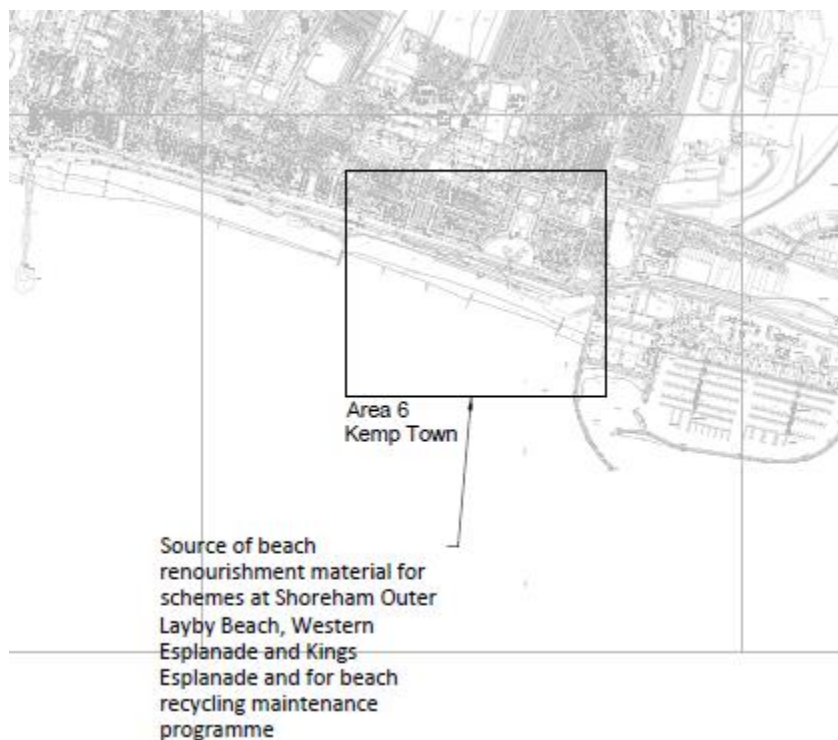 Area 6
Kemp Town
Source of beach
renourishment material for
schemes at Shoreham Outer
Layby Beach, Western
Esplanade and Kings
Esplanade and for beach
recycling maintenance
programme